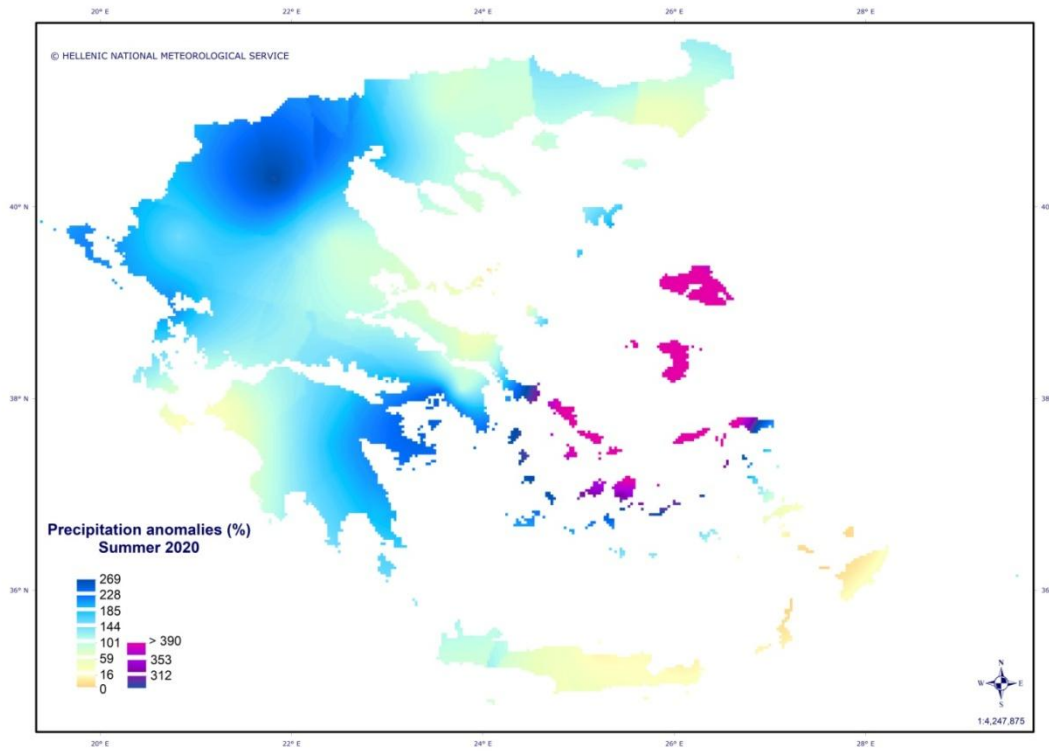 20° E 22° E 24° E 26° E 28° E
© HELLENIC NATIONAL METEOROLOGICAL SERVICE
40° N 40°
38° N 38°
Precipitation anomalies (%)
Summer 2020
36° N 36°
269
228
185
144
101 > 390
59 353
16 312
0
N
W E
S
1:4,247,875
20° E 22° E 24° E 26° E 28° E